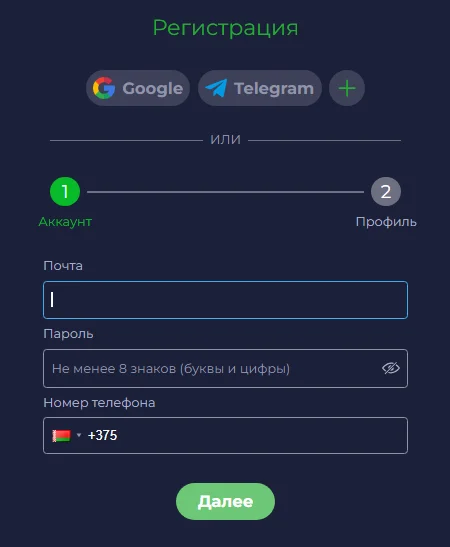 Регистрация
Google Telegram
ИЛИ
1 2
Аккаунт Профиль
Почта
Пароль
Не менее 8 знаков (буквы и цифры)
Номер телефона
+375
Далее